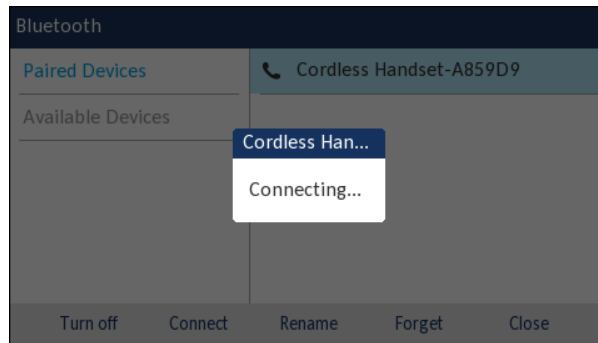 Bluetooth
Paired Devices
Cordless Handset-A859D9
Available Devices
Cordless Han...
Connecting...
Turn off Connect Rename Forget Close